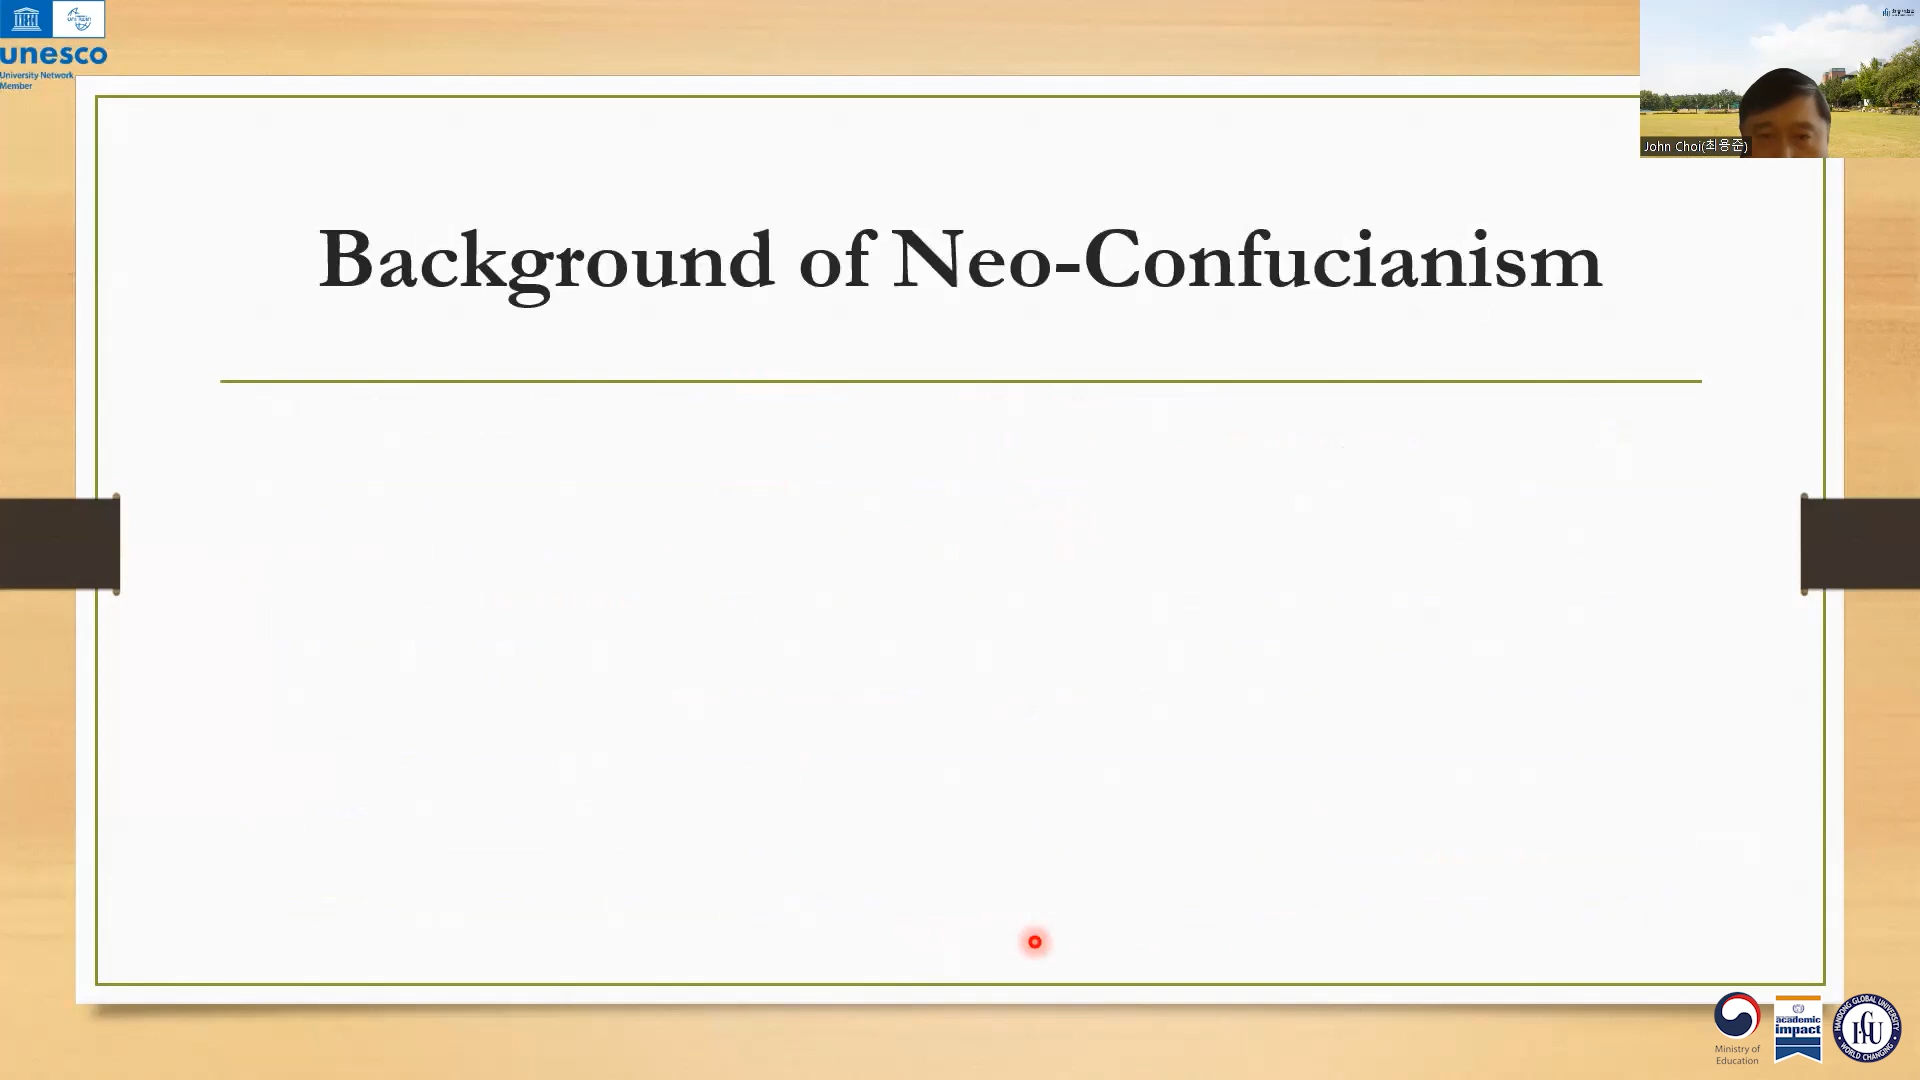 unesco
University Network
Member
John Choi(최용준)
Background of Neo-Confucianism
Ministry of
Education
academic
impact
HANDONG GLOBAL UNIVERSITY
HGU
WORLD CHANGING